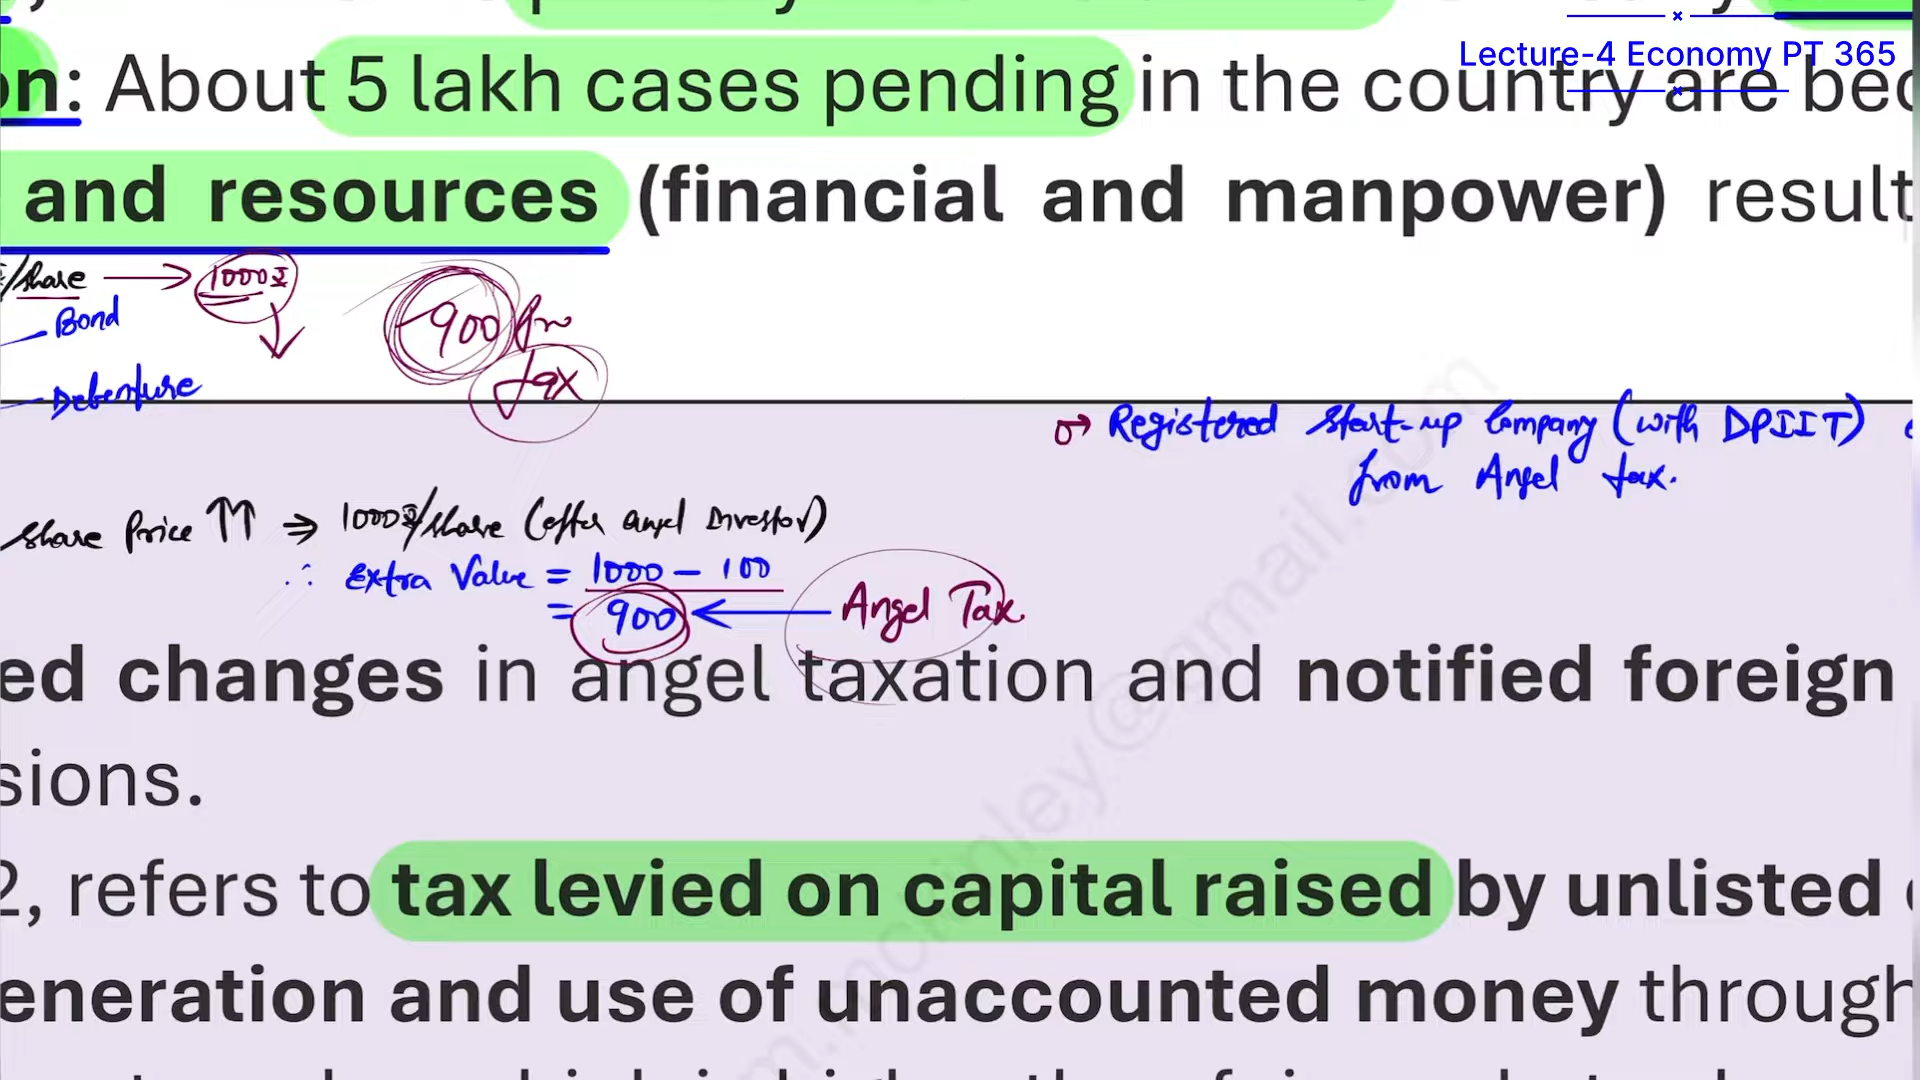 Lecture-4 Economy PT 365
on: About 5 lakh cases pending in the country are bec
and resources (financial and manpower) result
/share → 1000₹
Bond
900
tax
Debenture
Registered Start-up Company (with DPIIT)
from Angel tax.
Share Price ↑↑ ⇒ 1000₹/share (after angel Investor)
∴ Extra Value = 1000 - 100
= 900 ← Angel Tax
ed changes in angel taxation and notified foreign
sions.
2, refers to tax levied on capital raised by unlisted
eneration and use of unaccounted money through